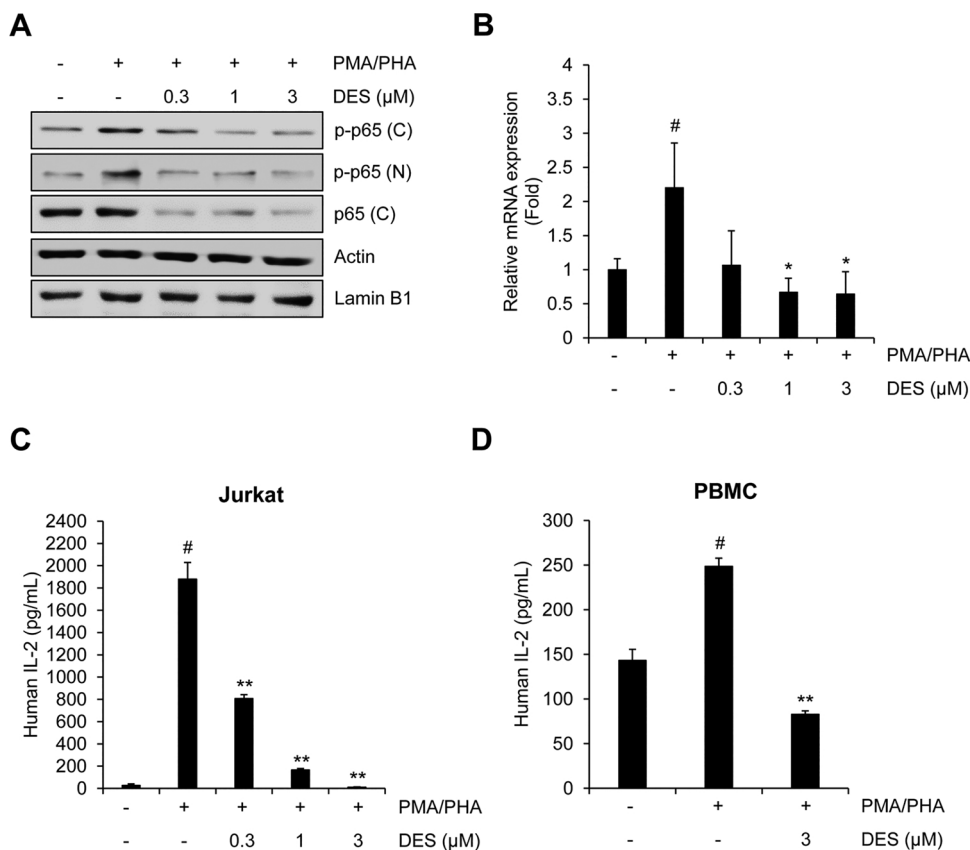 A
- + + + + PMA/PHA
- - 0.3 1 3 DES (µM)
p-p65 (C)
p-p65 (N)
p65 (C)
Actin
Lamin B1
B
Relative mRNA expression
(Fold)
4
3.5
3
2.5
2
1.5
1
0.5
0
#
*
*
- + + + + PMA/PHA
- - 0.3 1 3 DES (µM)
C
Jurkat
Human IL-2 (pg/mL)
2400
2200
2000
1800
1600
1400
1200
1000
800
600
400
200
0
#
**
**
**
- + + + + PMA/PHA
- - 0.3 1 3 DES (µM)
D
PBMC
Human IL-2 (pg/mL)
300
250
200
150
100
50
0
#
**
- + + PMA/PHA
- - 3 DES (µM)